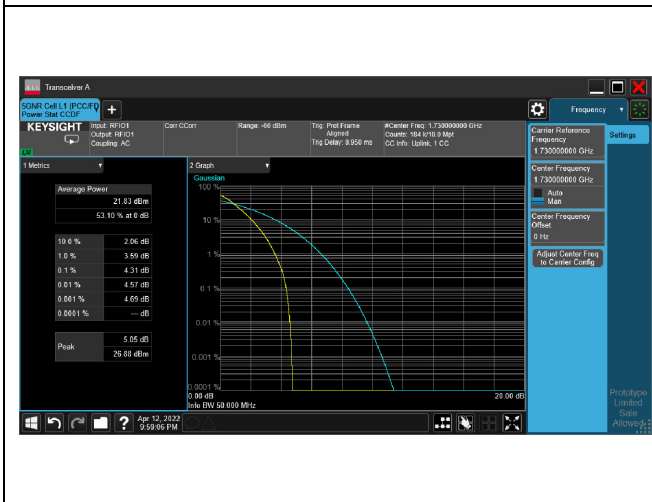 Transceiver A
5GNR Cell L1 (PCC/FD
Power Stat CCDF
Frequency
KEYSIGHT
Input: RFIO1
Output: RFIO1
Coupling: AC
Corr CCorr
Range: -60 dBm
Trig: Prot Frame
Aligned
Trig Delay: 8.950 ms
#Center Freq: 1.730000000 GHz
Counts: 184 k/10.0 Mpt
CC Info: Uplink, 1 CC
Carrier Reference
Frequency
1.730000000 GHz
Settings
Center Frequency
1.730000000 GHz
Auto
Man
Center Frequency
Offset
0 Hz
Adjust Center Freq
to Carrier Config
1 Metrics
Average Power
21.83 dBm
53.10 % at 0 dB
10.0 % 2.06 dB
1.0 % 3.59 dB
0.1 % 4.31 dB
0.01 % 4.57 dB
0.001 % 4.69 dB
0.0001 % --- dB
Peak
5.05 dB
26.88 dBm
2 Graph
Gaussian
100 %
10 %
1 %
0.1 %
0.01 %
0.001 %
0.0001 %
0.00 dB
20.00 dB
Info BW 50.000 MHz
Prototype
Limited
Sale
Allowed
Apr 12, 2022
9:59:06 PM